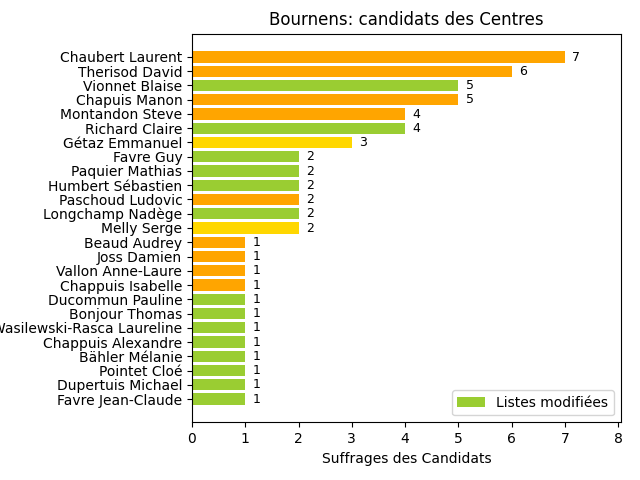 Bournens: candidats des Centres
Chaubert Laurent 7
Therisod David 6
Vionnet Blaise 5
Chapuis Manon 5
Montandon Steve 4
Richard Claire 4
Gétaz Emmanuel 3
Favre Guy 2
Paquier Mathias 2
Humbert Sébastien 2
Paschoud Ludovic 2
Longchamp Nadège 2
Melly Serge 2
Beaud Audrey 1
Joss Damien 1
Vallon Anne-Laure 1
Chappuis Isabelle 1
Ducommun Pauline 1
Bonjour Thomas 1
Wasilewski-Rasca Laureline 1
Chappuis Alexandre 1
Bähler Mélanie 1
Pointet Cloé 1
Dupertuis Michael 1
Favre Jean-Claude 1
Listes modifiées
0 1 2 3 4 5 6 7 8
Suffrages des Candidats